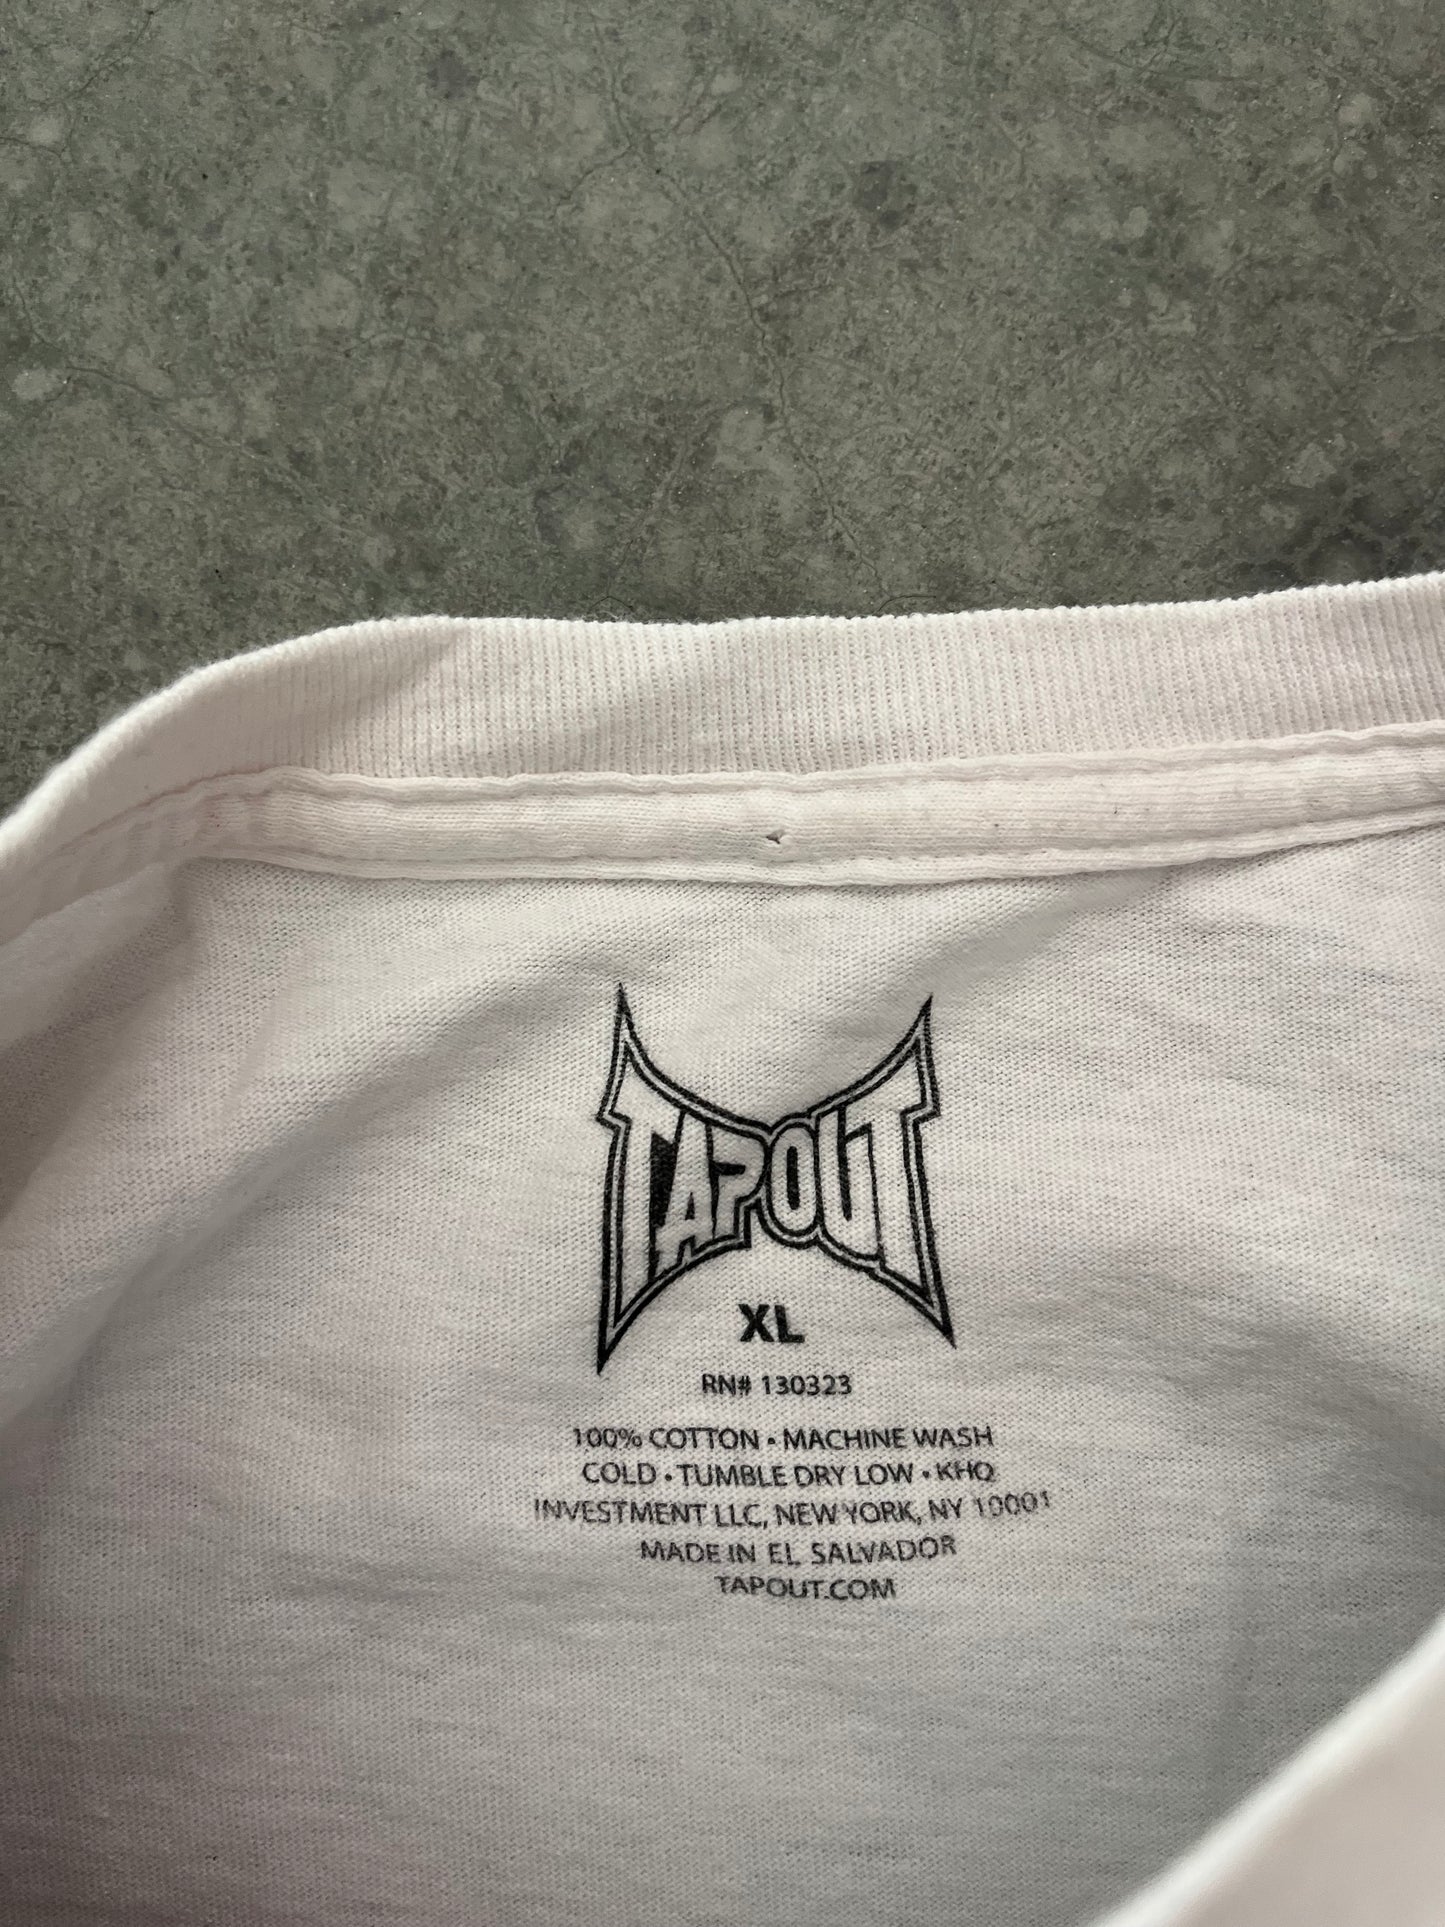 TAPOUT
XL
RN# 130323
100% COTTON • MACHINE WASH
COLD • TUMBLE DRY LOW • KHQ
INVESTMENT LLC, NEW YORK, NY 10001
MADE IN EL SALVADOR
TAPOUT.COM